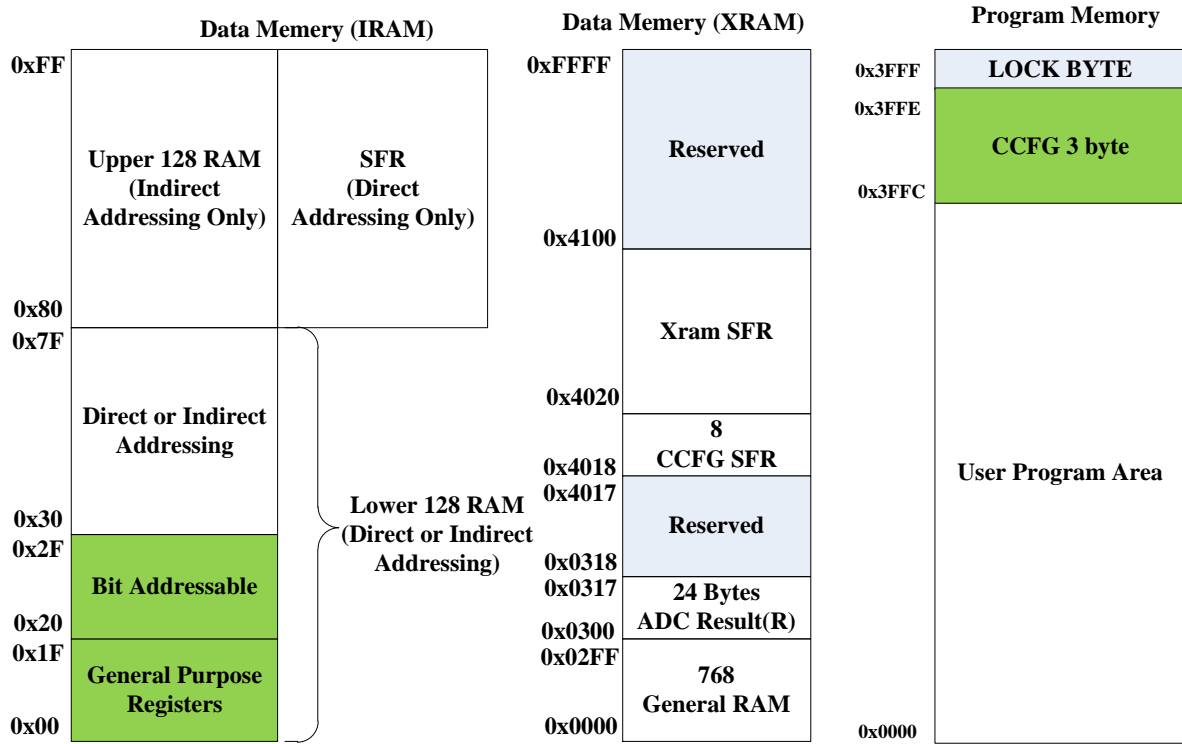 Data Memery (IRAM)
0xFF
Upper 128 RAM
(Indirect
Addressing Only)
SFR
(Direct
Addressing Only)
0x80
0x7F
Direct or Indirect
Addressing
0x30
0x2F
Bit Addressable
0x20
0x1F
General Purpose
Registers
0x00
Lower 128 RAM
(Direct or Indirect
Addressing)
Data Memery (XRAM)
0xFFFF
Reserved
0x4100
Xram SFR
0x4020
8
CCFG SFR
0x4018
0x4017
Reserved
0x0318
0x0317
24 Bytes
ADC Result(R)
0x0300
0x02FF
768
General RAM
0x0000
Program Memory
0x3FFF
LOCK BYTE
0x3FFE
CCFG 3 byte
0x3FFC
User Program Area
0x0000